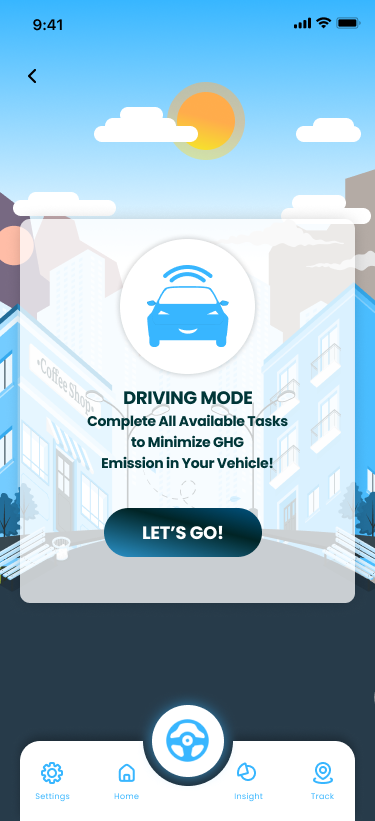 9:41
Coffee Shop
DRIVING MODE
Complete All Available Tasks
to Minimize GHG
Emission in Your Vehicle!
LET’S GO!
Settings
Home
Insight
Track